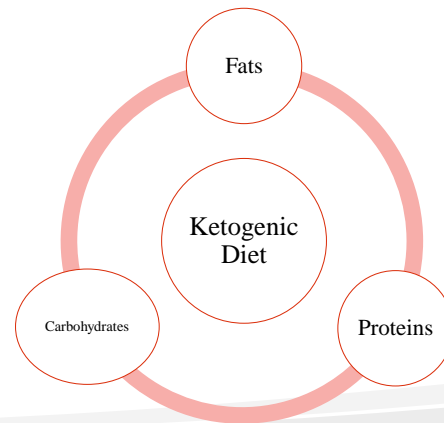 Fats
Ketogenic
Diet
Carbohydrates
Proteins